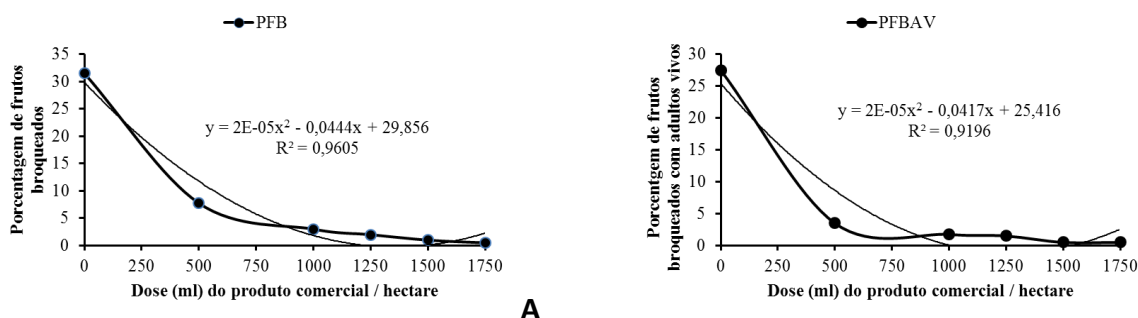 PFB
35
30
25
20
15
10
5
0
Porcentagem de frutos
broqueados
y = 2E-05x² - 0,0444x + 29,856
R² = 0,9605
0 250 500 750 1000 1250 1500 1750
Dose (ml) do produto comercial / hectare
A
PFBAV
30
25
20
15
10
5
0
Porcentgem de frutos
broqueados com adultos vivos
y = 2E-05x² - 0,0417x + 25,416
R² = 0,9196
0 250 500 750 1000 1250 1500 1750
Dose (ml) do produto comercial / hectare